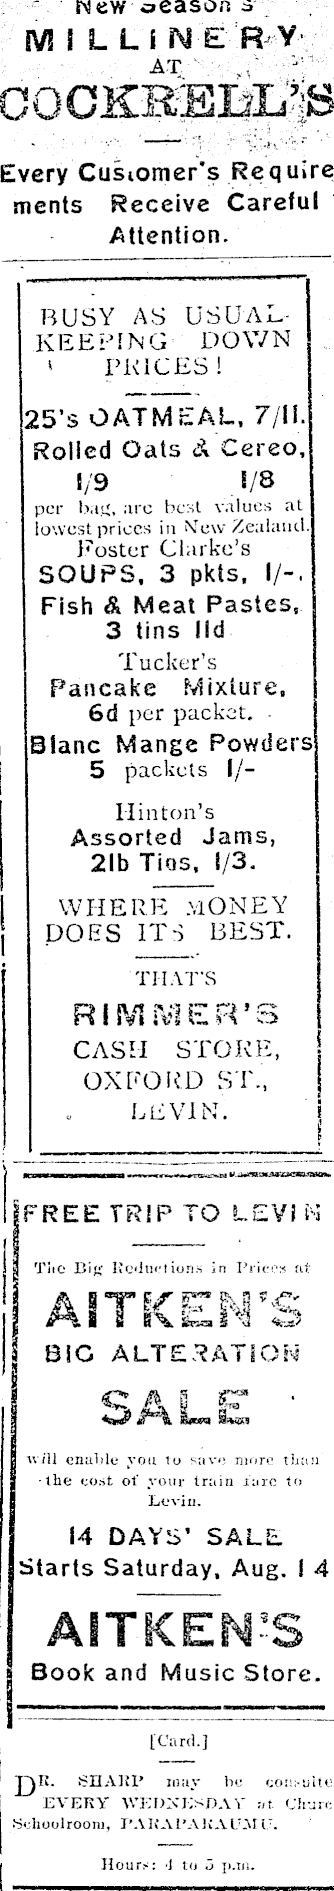 New Season's
MILLINERY
AT
COCKRELL'S
Every Customer's Require
ments Receive Careful
Attention.
BUSY AS USUAL
KEEPING DOWN
PRICES!
25's OATMEAL, 7/11.
Rolled Oats & Cereo,
1/9 1/8
per bag, are best values at
lowest prices in New Zealand.
Foster Clarke's
SOUPS, 3 pkts, 1/-.
Fish & Meat Pastes,
3 tins 11d
Tucker's
Pancake Mixture,
6d per packet.
Blanc Mange Powders
5 packets 1/-
Hinton's
Assorted Jams,
2lb Tins, 1/3.
WHERE MONEY
DOES ITS BEST.
THAT'S
RIMMER'S
CASH STORE,
OXFORD ST.,
LEVIN.
FREE TRIP TO LEVIN
The Big Reductions in Prices at
AITKEN'S
BIG ALTERATION
SALE
will enable you to save more than
the cost of your train fare to
Levin.
14 DAYS' SALE
Starts Saturday, Aug. 14
AITKEN'S
Book and Music Store.
[Card.]
DR. SHARP may be consulte
EVERY WEDNESDAY at Churc
Schoolroom, PARAPARAUMU.
Hours: 4 to 5 p.m.